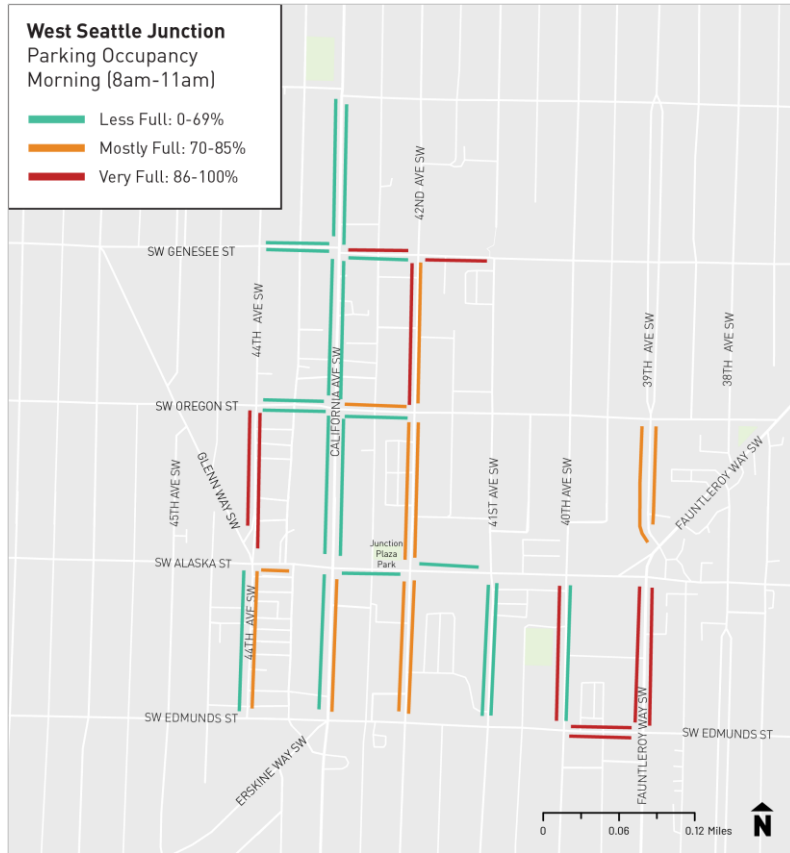 West Seattle Junction
Parking Occupancy
Morning (8am-11am)
Less Full: 0-69%
Mostly Full: 70-85%
Very Full: 86-100%
42ND AVE SW
SW GENESEE ST
44TH AVE SW
39TH AVE SW
38TH AVE SW
CALIFORNIA AVE SW
SW OREGON ST
GLENN WAY SW
45TH AVE SW
41ST AVE SW
40TH AVE SW
FAUNTLEROY WAY SW
Junction
Plaza
Park
SW ALASKA ST
44TH AVE SW
SW EDMUNDS ST
FAUNTLEROY WAY SW
SW EDMUNDS ST
ERSKINE WAY SW
0 0.06 0.12 Miles
N